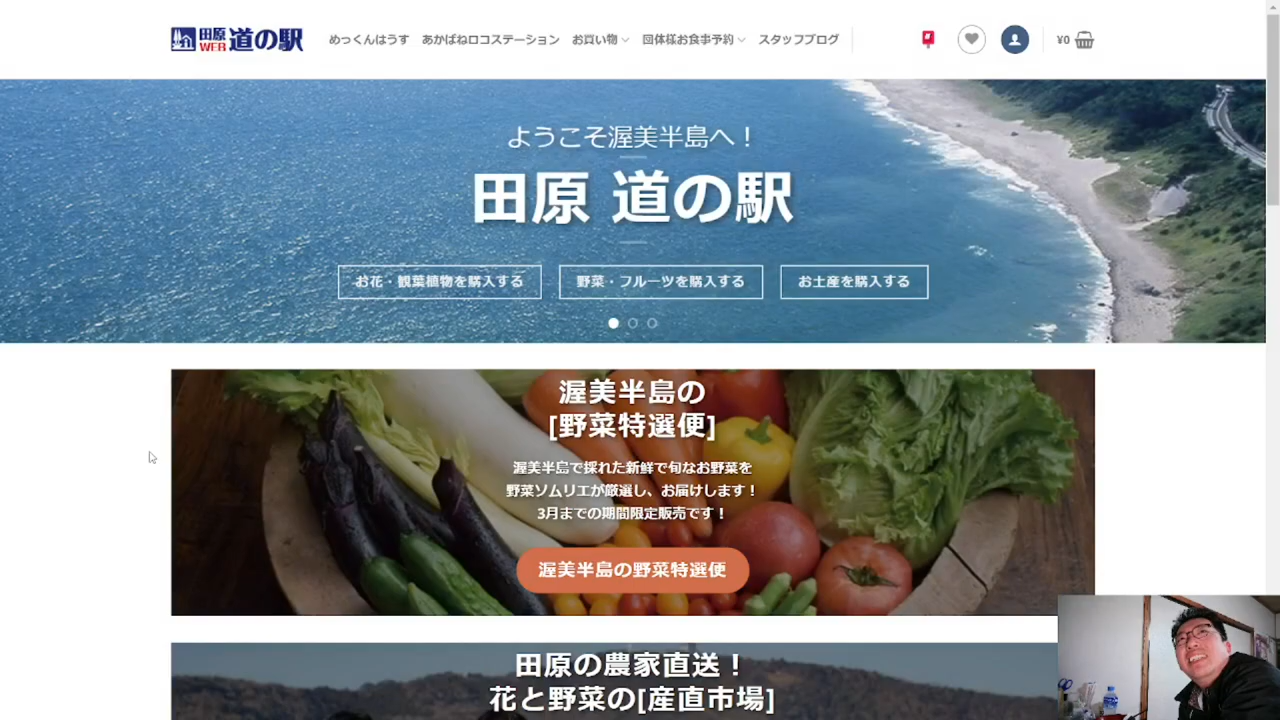 田原
WEB
道の駅
めっくんはうす
あかばねロコステーション
お買い物
団体様お食事予約
スタッフブログ
¥0
ようこそ渥美半島へ！
田原 道の駅
お花・観葉植物を購入する
野菜・フルーツを購入する
お土産を購入する
渥美半島の
[野菜特選便]
渥美半島で採れた新鮮で旬なお野菜を
野菜ソムリエが厳選し、お届けします！
3月までの期間限定販売です！
渥美半島の野菜特選便
田原の農家直送！
花と野菜の[産直市場]